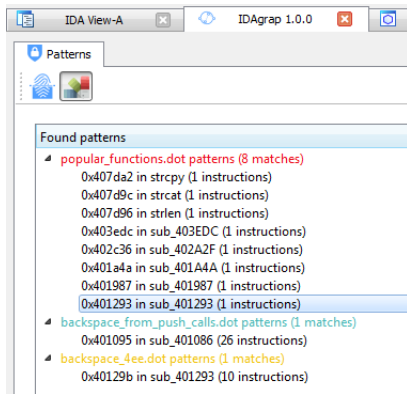 IDA View-A
IDAgrap 1.0.0
Patterns
Found patterns
popular_functions.dot patterns (8 matches)
0x407da2 in strcpy (1 instructions)
0x407d9c in strcat (1 instructions)
0x407d96 in strlen (1 instructions)
0x403edc in sub_403EDC (1 instructions)
0x402c36 in sub_402A2F (1 instructions)
0x401a4a in sub_401A4A (1 instructions)
0x401987 in sub_401987 (1 instructions)
0x401293 in sub_401293 (1 instructions)
backspace_from_push_calls.dot patterns (1 matches)
0x401095 in sub_401086 (26 instructions)
backspace_4ee.dot patterns (1 matches)
0x40129b in sub_401293 (10 instructions)